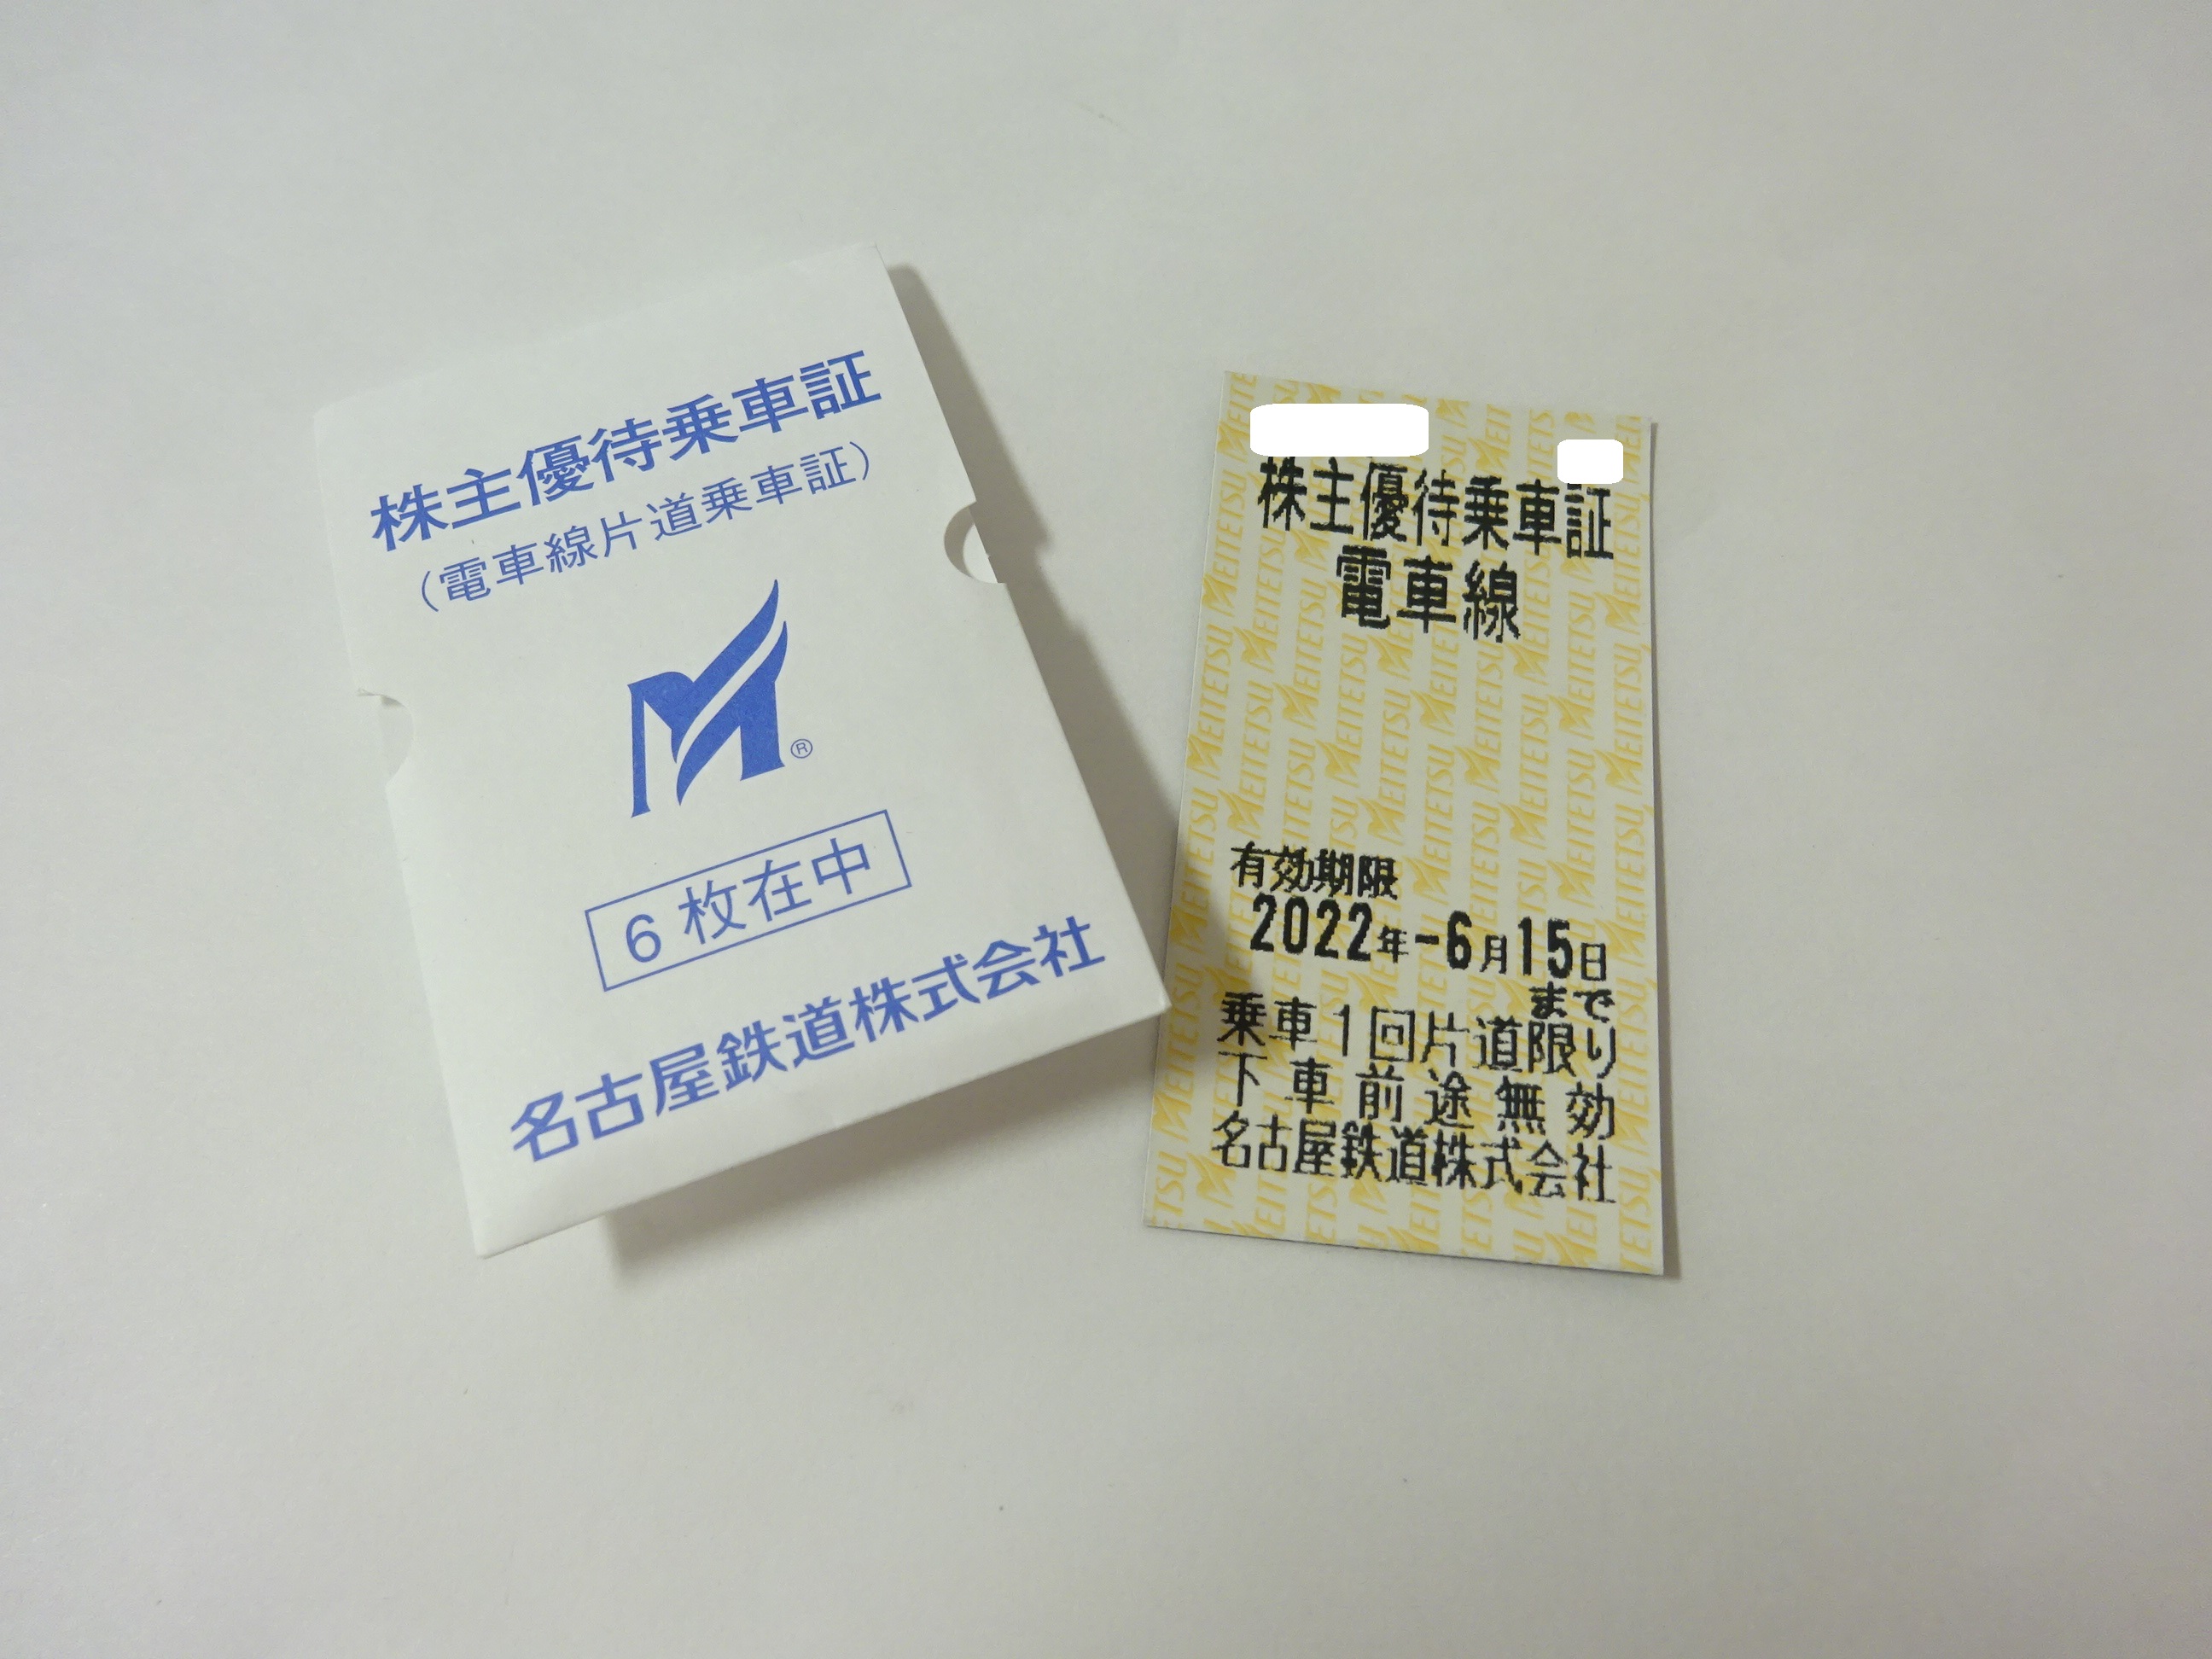 株主優待乗車証
（電車線片道乗車証）
®
6枚在中
名古屋鉄道株式会社
株主優待乗車証
電車線
有効期限
2022年-6月15日
まで
乗車1回片道限り
下車前途無効
名古屋鉄道株式会社
MEITETSU